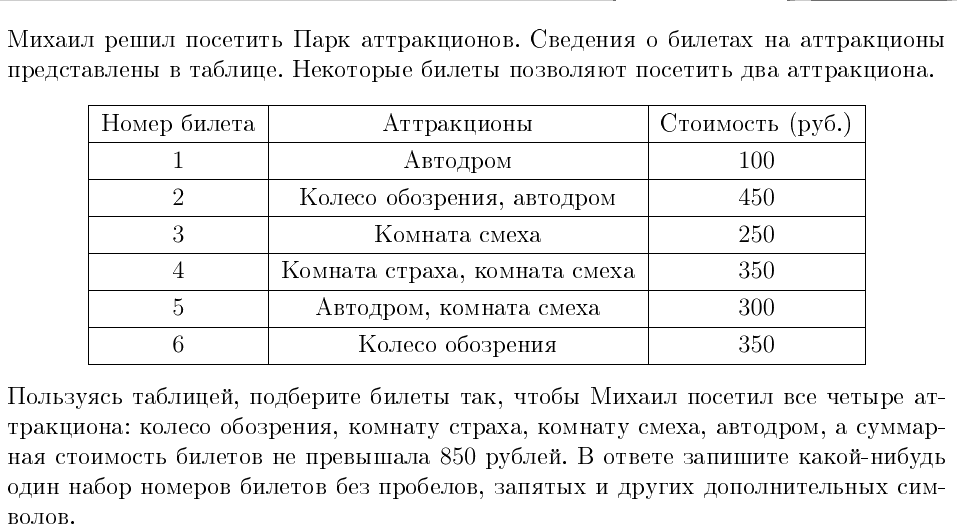 Михаил решил посетить Парк аттракционов. Сведения о билетах на аттракционы
представлены в таблице. Некоторые билеты позволяют посетить два аттракциона.
Номер билета Аттракционы Стоимость (руб.)
1 Автодром 100
2 Колесо обозрения, автодром 450
3 Комната смеха 250
4 Комната страха, комната смеха 350
5 Автодром, комната смеха 300
6 Колесо обозрения 350
Пользуясь таблицей, подберите билеты так, чтобы Михаил посетил все четыре ат-
тракциона: колесо обозрения, комнату страха, комнату смеха, автодром, а суммар-
ная стоимость билетов не превышала 850 рублей. В ответе запишите какой-нибудь
один набор номеров билетов без пробелов, запятых и других дополнительных сим-
волов.